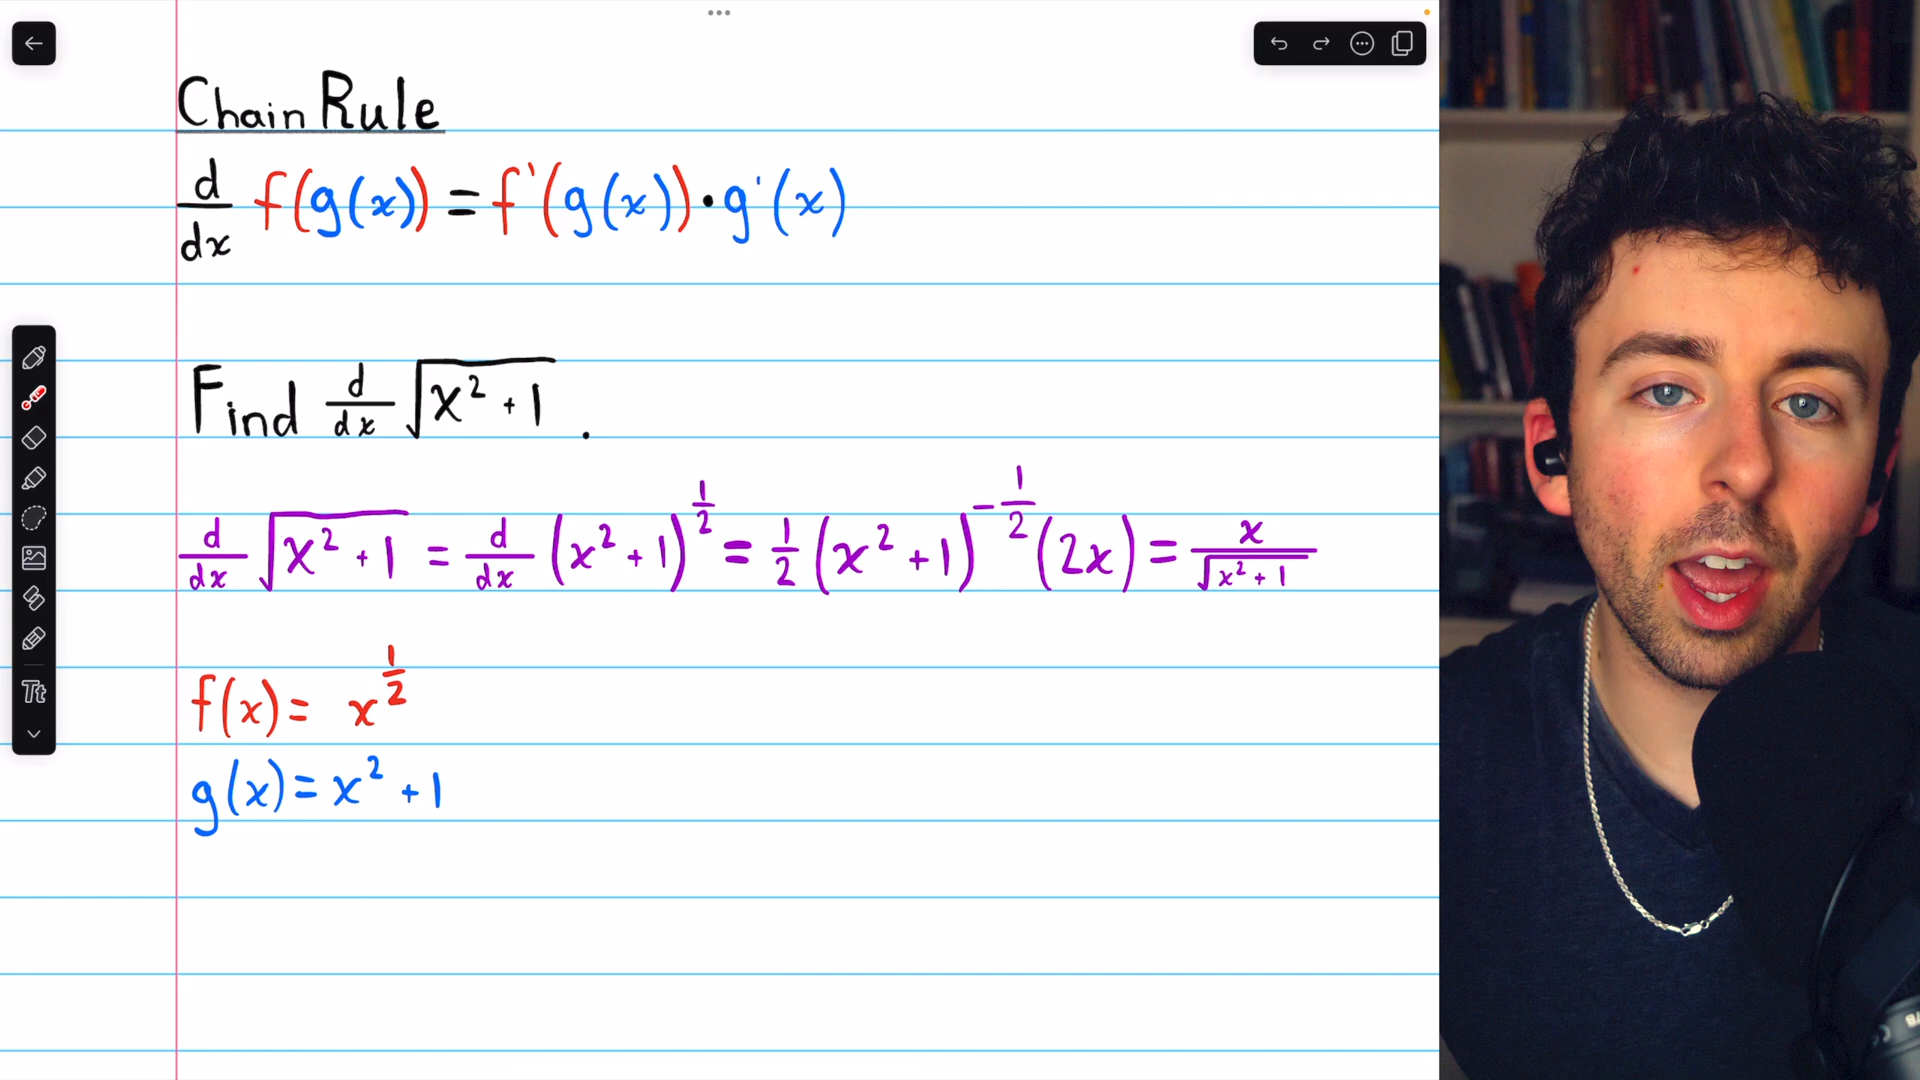 Chain Rule
d/dx f(g(x)) = f'(g(x)) · g'(x)
Find d/dx √(x² + 1) .
d/dx √(x² + 1) = d/dx (x² + 1)^(1/2) = 1/2 (x² + 1)^(-1/2) (2x) = x/√(x² + 1)
f(x) = x^(1/2)
g(x) = x² + 1
Tt